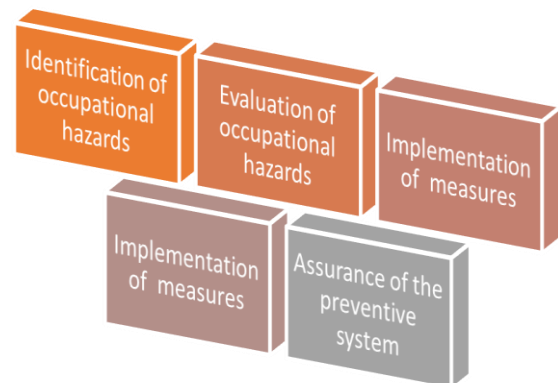 Identification of
occupational
hazards
Evaluation of
occupational
hazards
Implementation
of measures
Implementation
of measures
Assurance of the
preventive
system